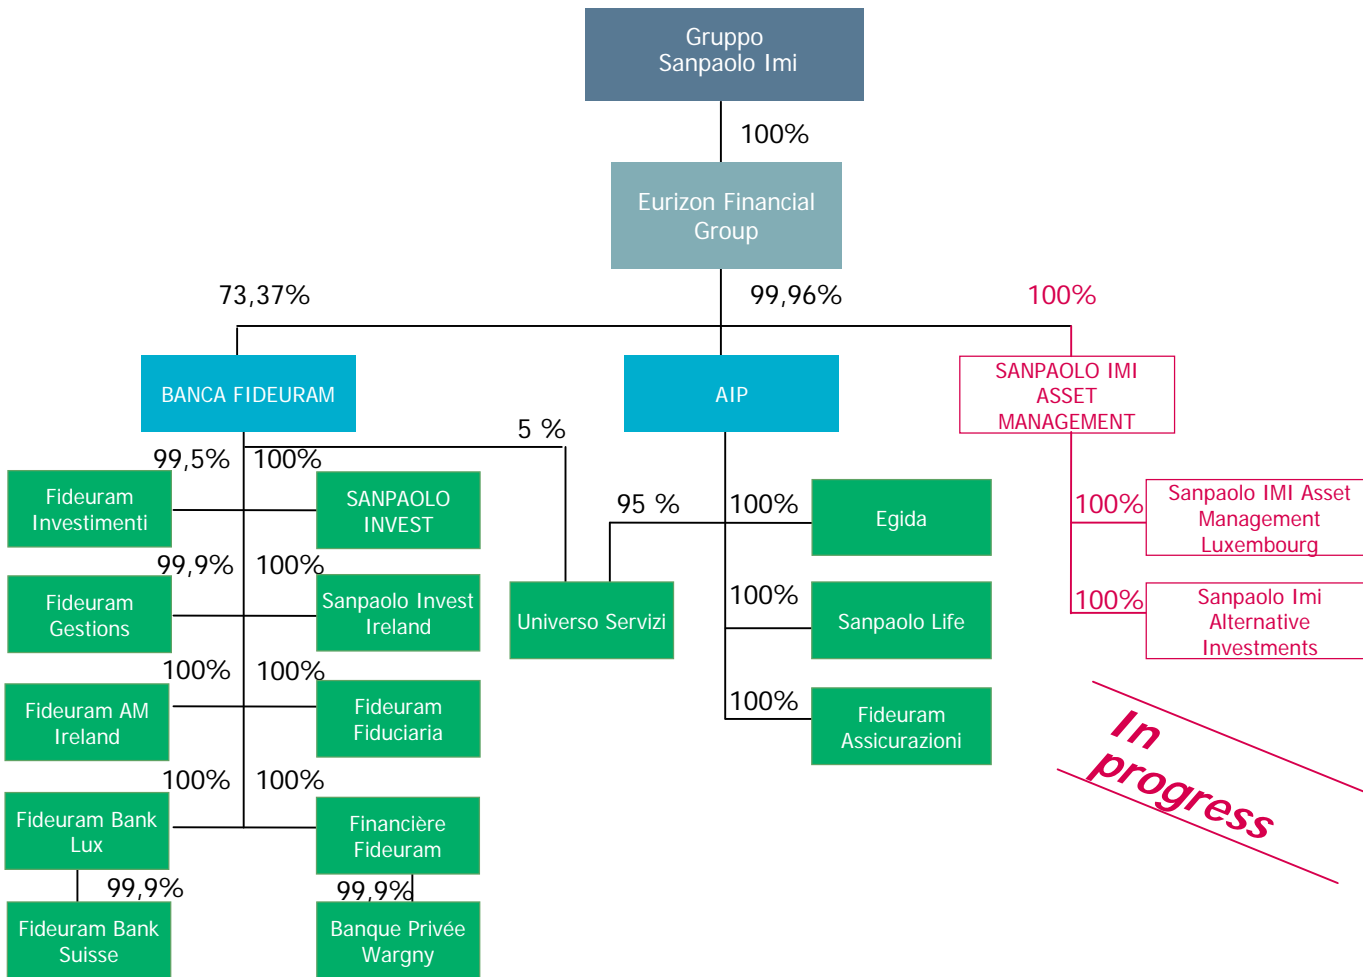 Gruppo
Sanpaolo Imi
100%
Eurizon Financial
Group
73,37%
99,96%
100%
BANCA FIDEURAM
AIP
SANPAOLO IMI
ASSET
MANAGEMENT
5 %
99,5%
100%
Fideuram
Investimenti
SANPAOLO
INVEST
95 %
100%
Egida
100%
Sanpaolo IMI Asset
Management
Luxembourg
99,9%
100%
Fideuram
Gestions
Sanpaolo Invest
Ireland
Universo Servizi
100%
Sanpaolo Life
100%
Sanpaolo Imi
Alternative
Investments
100%
100%
Fideuram AM
Ireland
Fideuram
Fiduciaria
100%
Fideuram
Assicurazioni
In
progress
100%
100%
Fideuram Bank
Lux
Financière
Fideuram
99,9%
99,9%
Fideuram Bank
Suisse
Banque Privée
Wargny